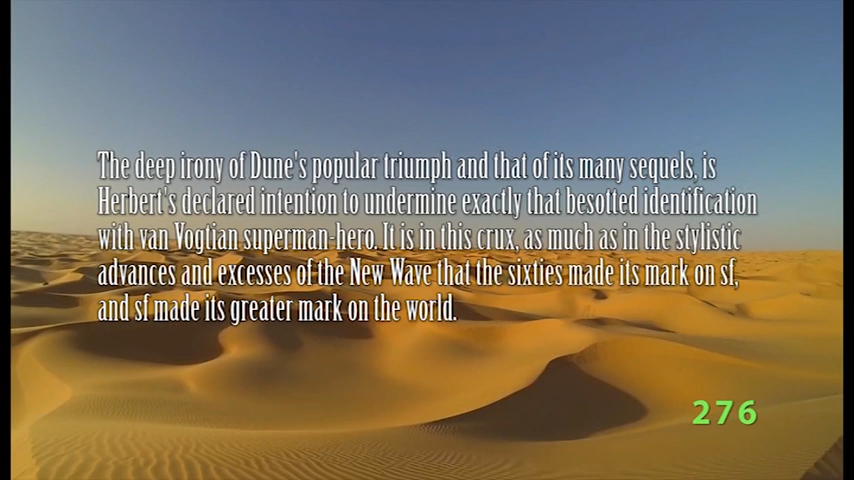 The deep irony of Dune's popular triumph and that of its many sequels, is
Herbert's declared intention to undermine exactly that besotted identification
with van Vogtian superman-hero. It is in this crux, as much as in the stylistic
advances and excesses of the New Wave that the sixties made its mark on sf,
and sf made its greater mark on the world.
276